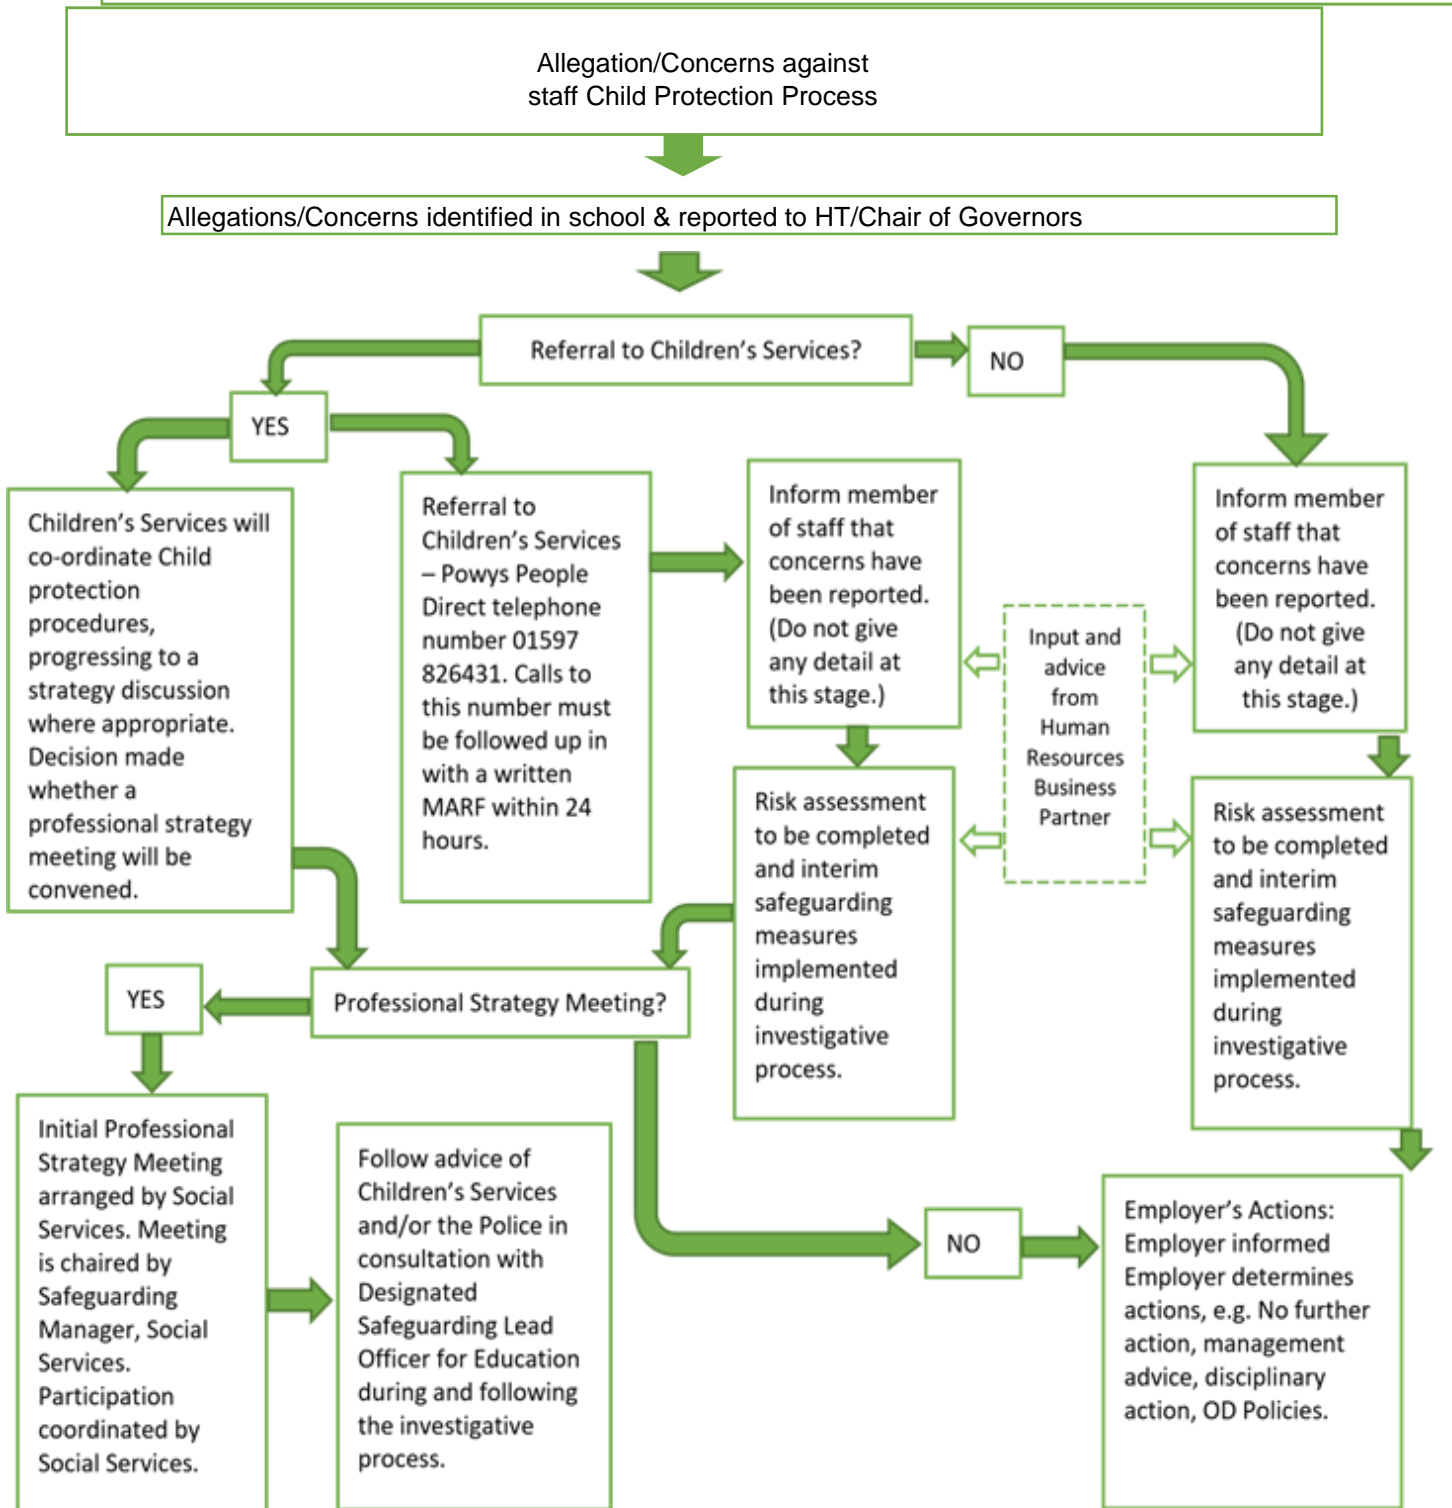 Allegation/Concerns against
staff Child Protection Process
Allegations/Concerns identified in school & reported to HT/Chair of Governors
Referral to Children's Services?
NO
YES
Children's Services will
co-ordinate Child
protection
procedures,
progressing to a
strategy discussion
where appropriate.
Decision made
whether a
professional strategy
meeting will be
convened.
Referral to
Children's Services
– Powys People
Direct telephone
number 01597
826431. Calls to
this number must
be followed up in
with a written
MARF within 24
hours.
Inform member
of staff that
concerns have
been reported.
(Do not give
any detail at
this stage.)
Input and
advice
from
Human
Resources
Business
Partner
Inform member
of staff that
concerns have
been reported.
(Do not give
any detail at
this stage.)
Risk assessment
to be completed
and interim
safeguarding
measures
implemented
during
investigative
process.
Risk assessment
to be completed
and interim
safeguarding
measures
implemented
during
investigative
process.
YES
Professional Strategy Meeting?
Initial Professional
Strategy Meeting
arranged by Social
Services. Meeting
is chaired by
Safeguarding
Manager, Social
Services.
Participation
coordinated by
Social Services.
Follow advice of
Children's Services
and/or the Police in
consultation with
Designated
Safeguarding Lead
Officer for Education
during and following
the investigative
process.
NO
Employer's Actions:
Employer informed
Employer determines
actions, e.g. No further
action, management
advice, disciplinary
action, OD Policies.